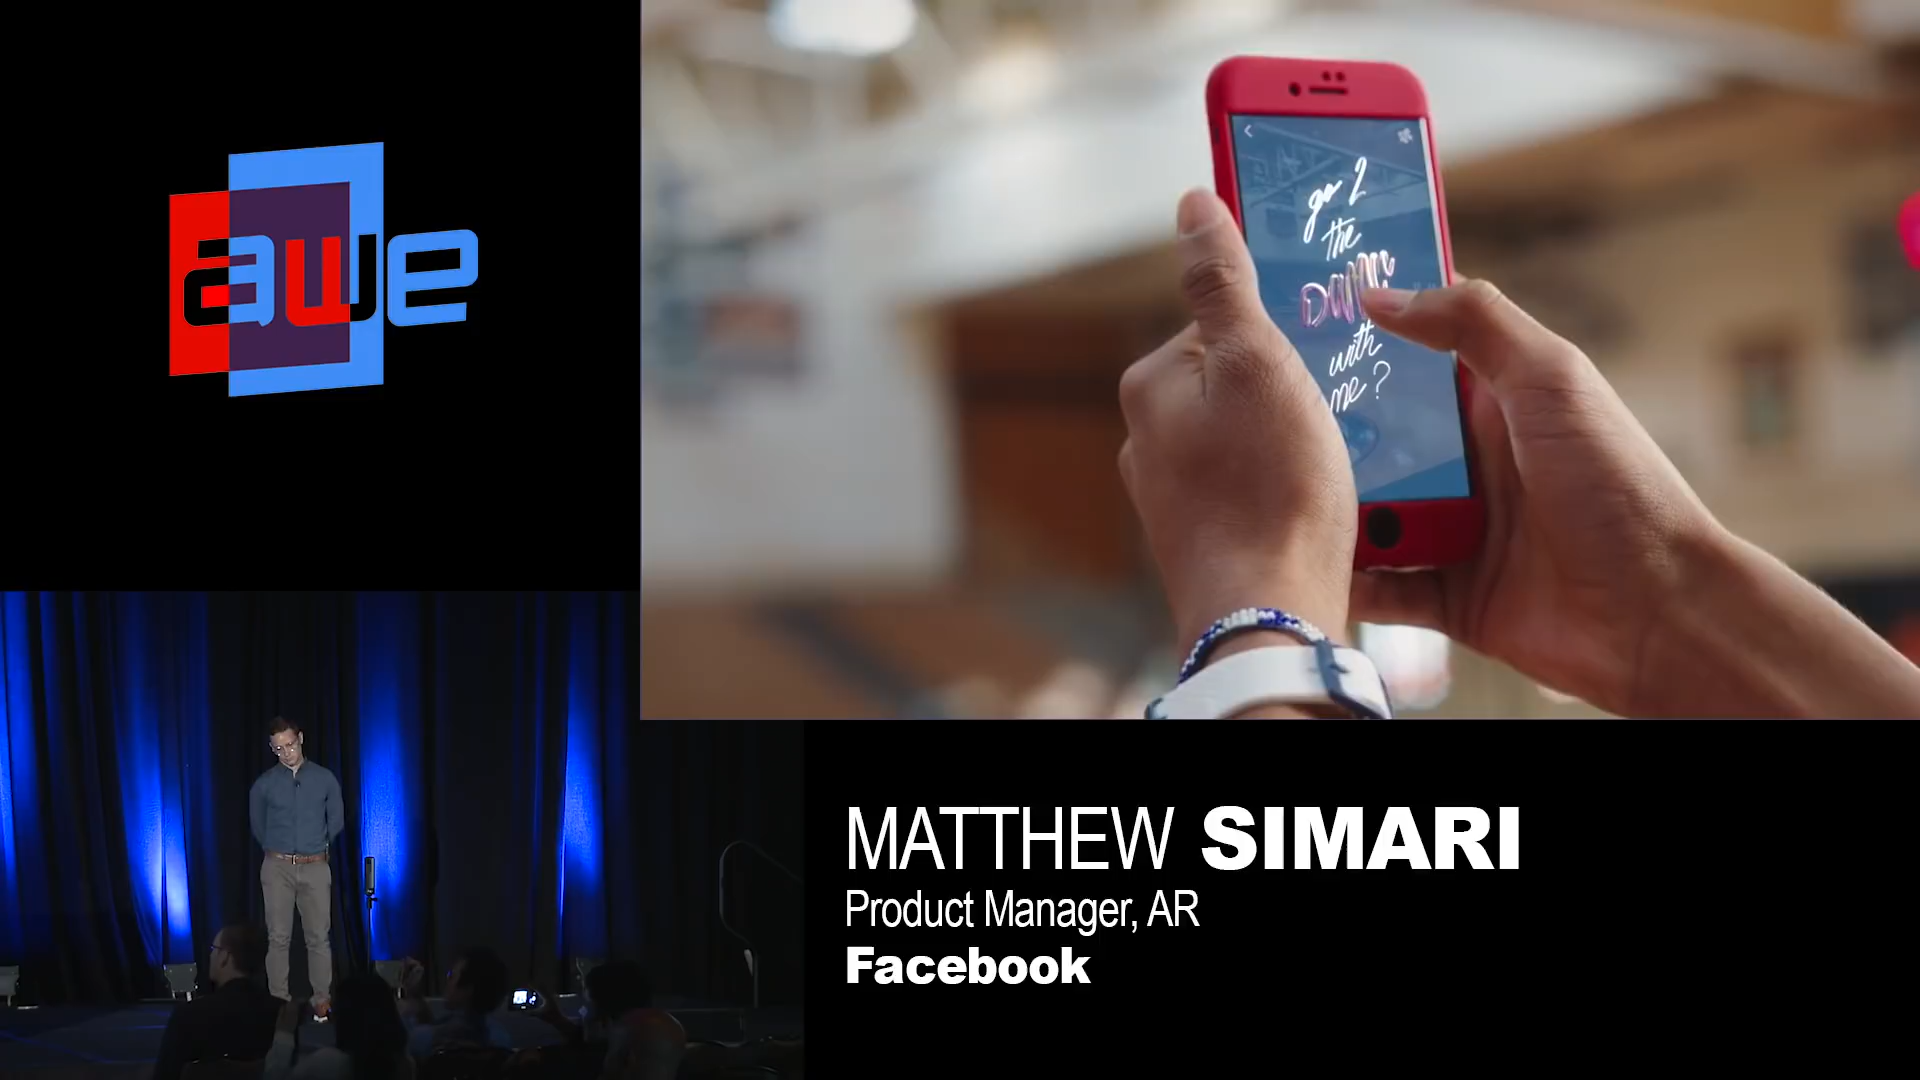 awe
go 2
the
DANCE
with
me?
MATTHEW SIMARI
Product Manager, AR
Facebook